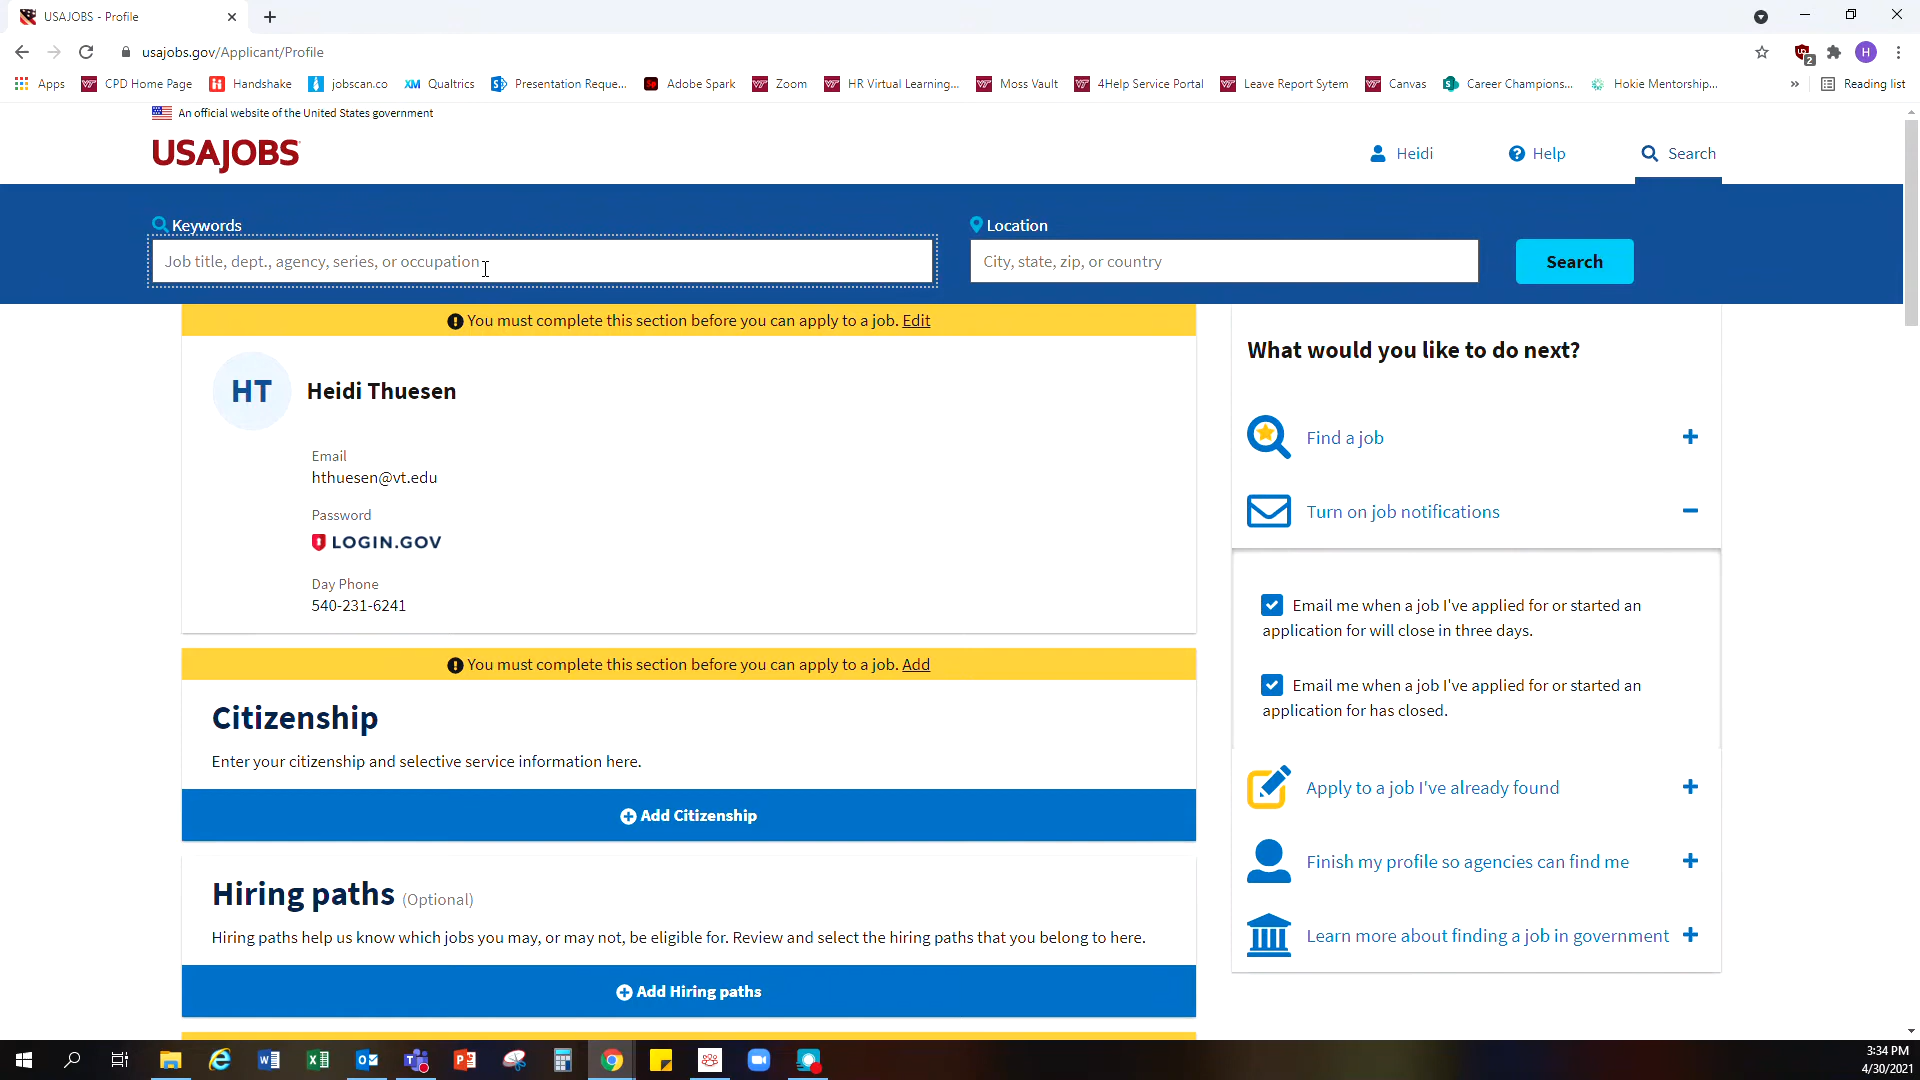 USAJOBS - Profile
usajobs.gov/Applicant/Profile
2
H
Apps
CPD Home Page
Handshake
jobscan.co
XM Qualtrics
Presentation Reque...
Adobe Spark
Zoom
HR Virtual Learning...
Moss Vault
4Help Service Portal
Leave Report Sytem
Canvas
Career Champions...
Hokie Mentorship...
»
Reading list
An official website of the United States government
USAJOBS
Heidi
Help
Search
Keywords
Location
Job title, dept., agency, series, or occupation
City, state, zip, or country
Search
You must complete this section before you can apply to a job. Edit
HT
Heidi Thuesen
Email
hthuesen@vt.edu
Password
LOGIN.GOV
Day Phone
540-231-6241
You must complete this section before you can apply to a job. Add
Citizenship
Enter your citizenship and selective service information here.
Add Citizenship
Hiring paths (Optional)
Hiring paths help us know which jobs you may, or may not, be eligible for. Review and select the hiring paths that you belong to here.
Add Hiring paths
What would you like to do next?
Find a job
Turn on job notifications
Email me when a job I've applied for or started an
application for will close in three days.
Email me when a job I've applied for or started an
application for has closed.
Apply to a job I've already found
Finish my profile so agencies can find me
Learn more about finding a job in government
3:34 PM
4/30/2021